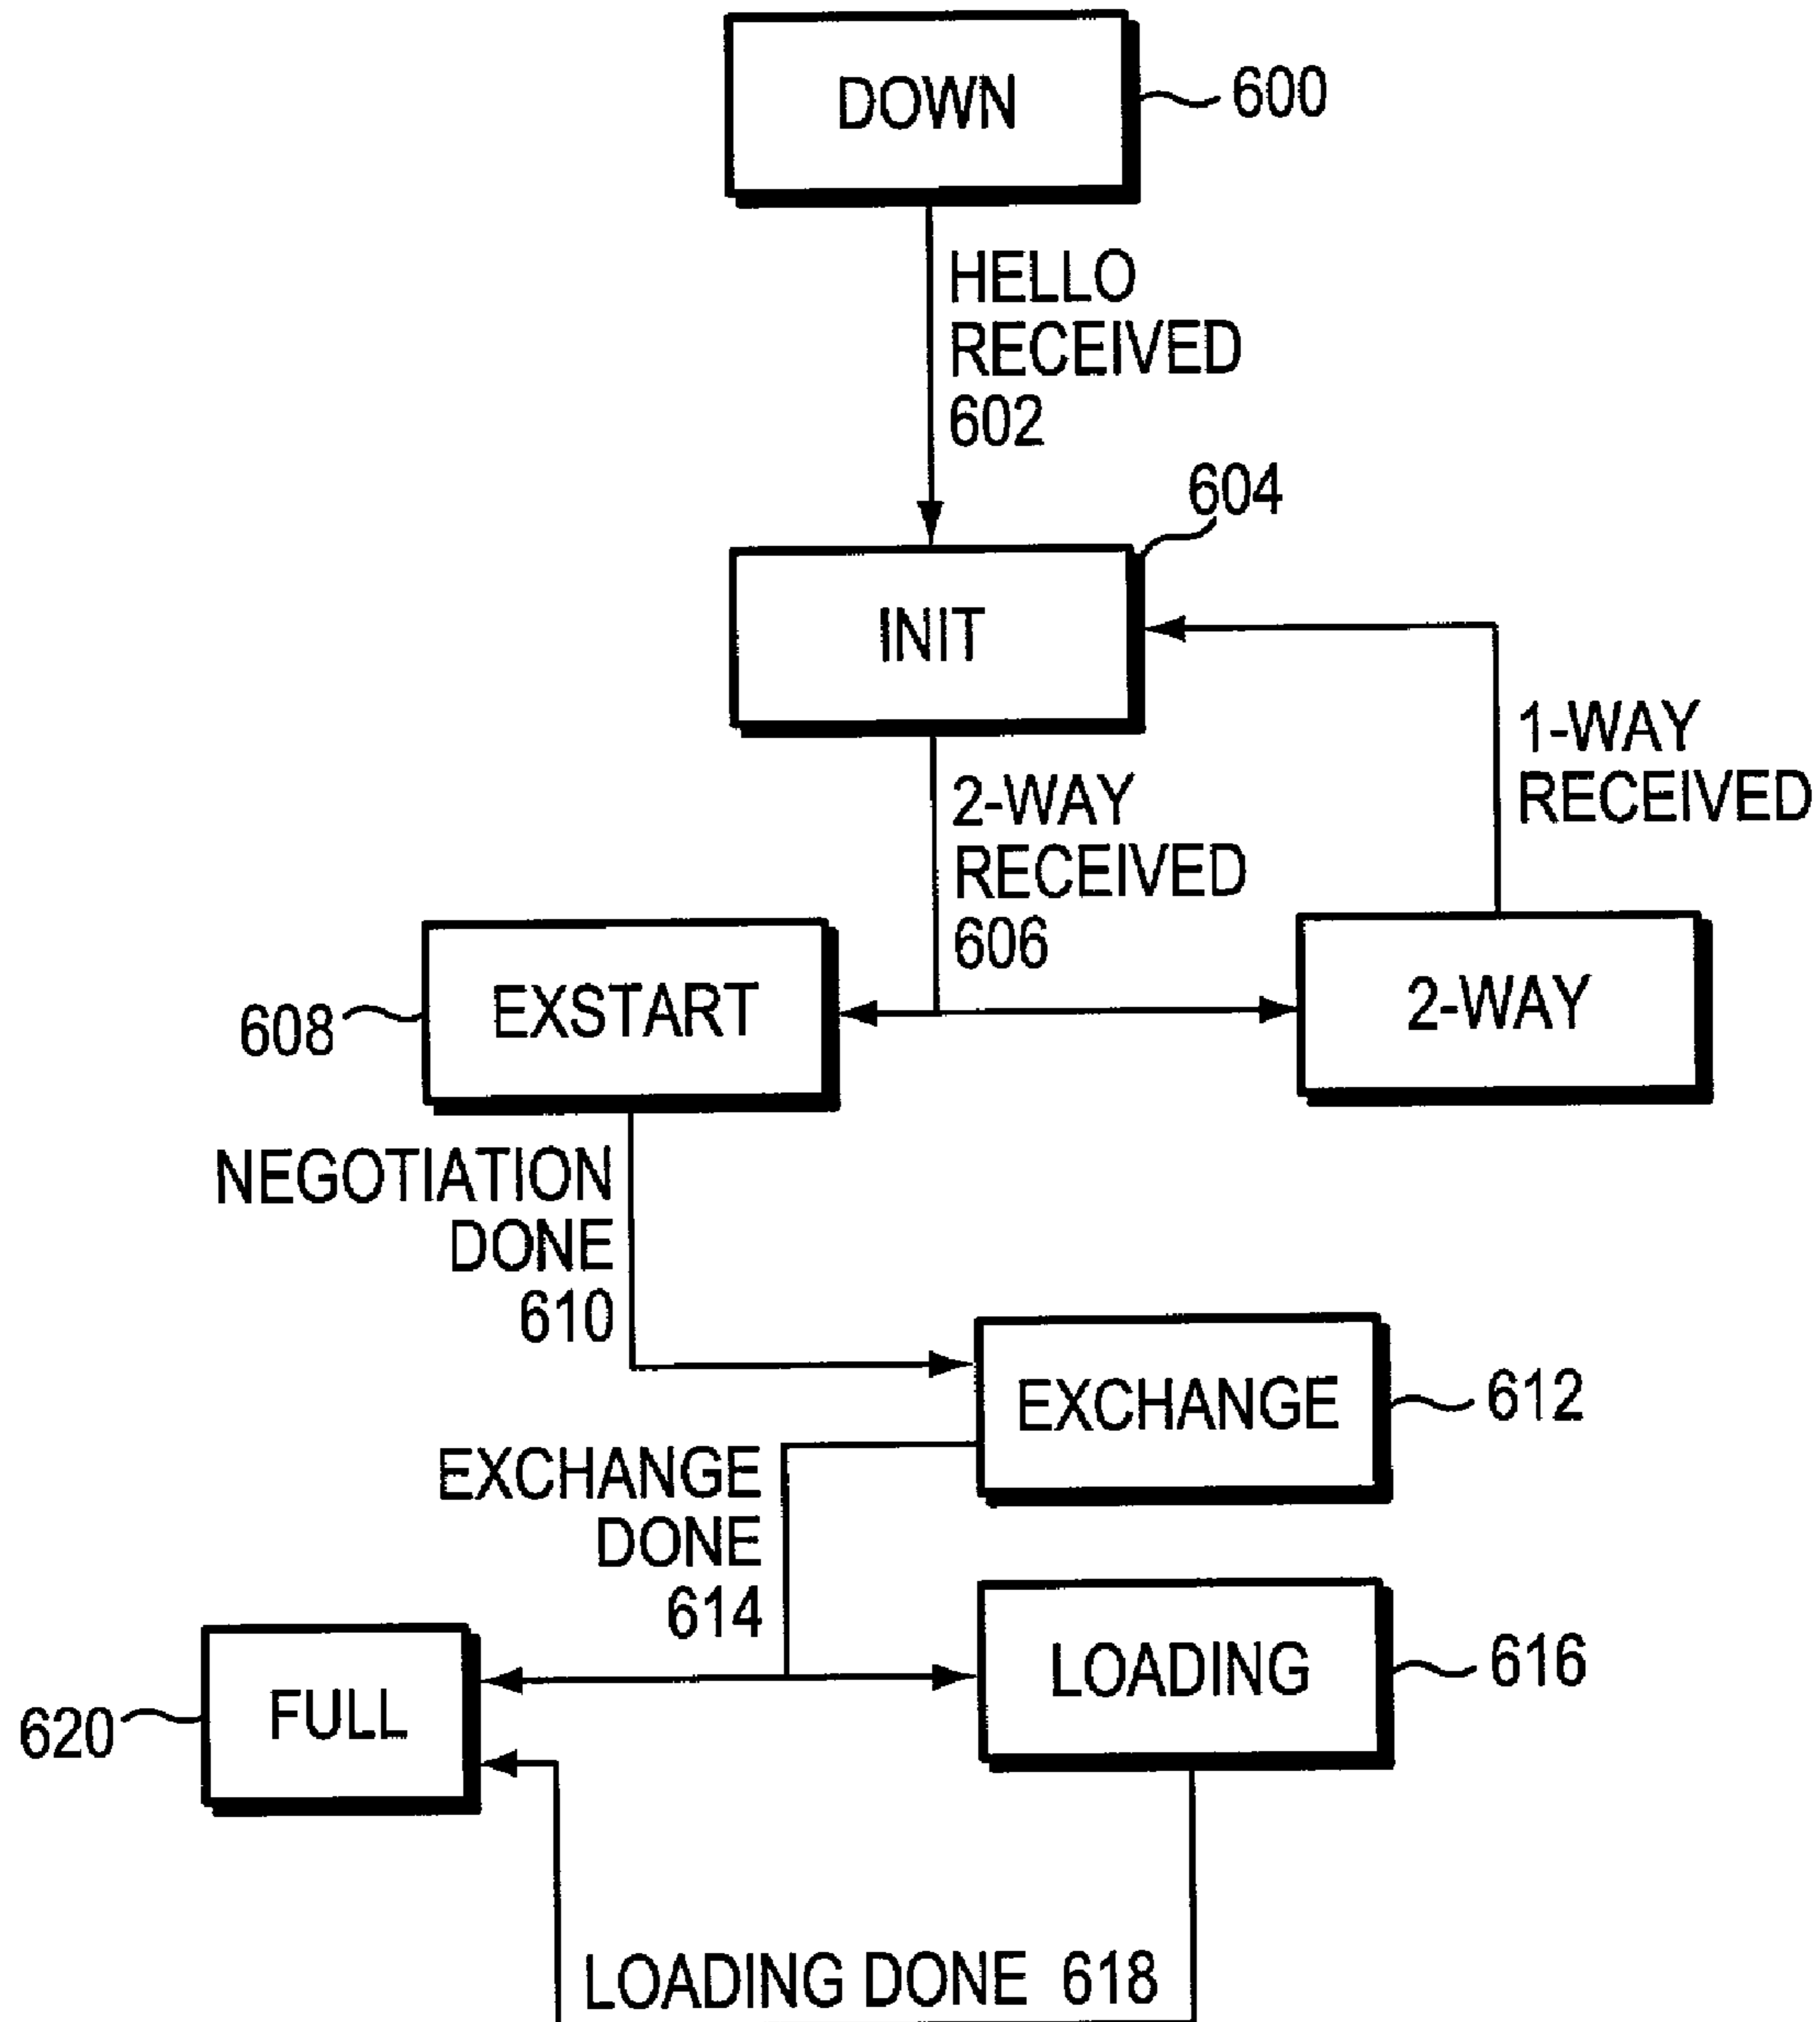 DOWN
600
HELLO
RECEIVED
602
604
INIT
1-WAY
RECEIVED
2-WAY
RECEIVED
606
EXSTART
608
2-WAY
NEGOTIATION
DONE
610
EXCHANGE
612
EXCHANGE
DONE
614
LOADING
616
FULL
620
LOADING DONE 618